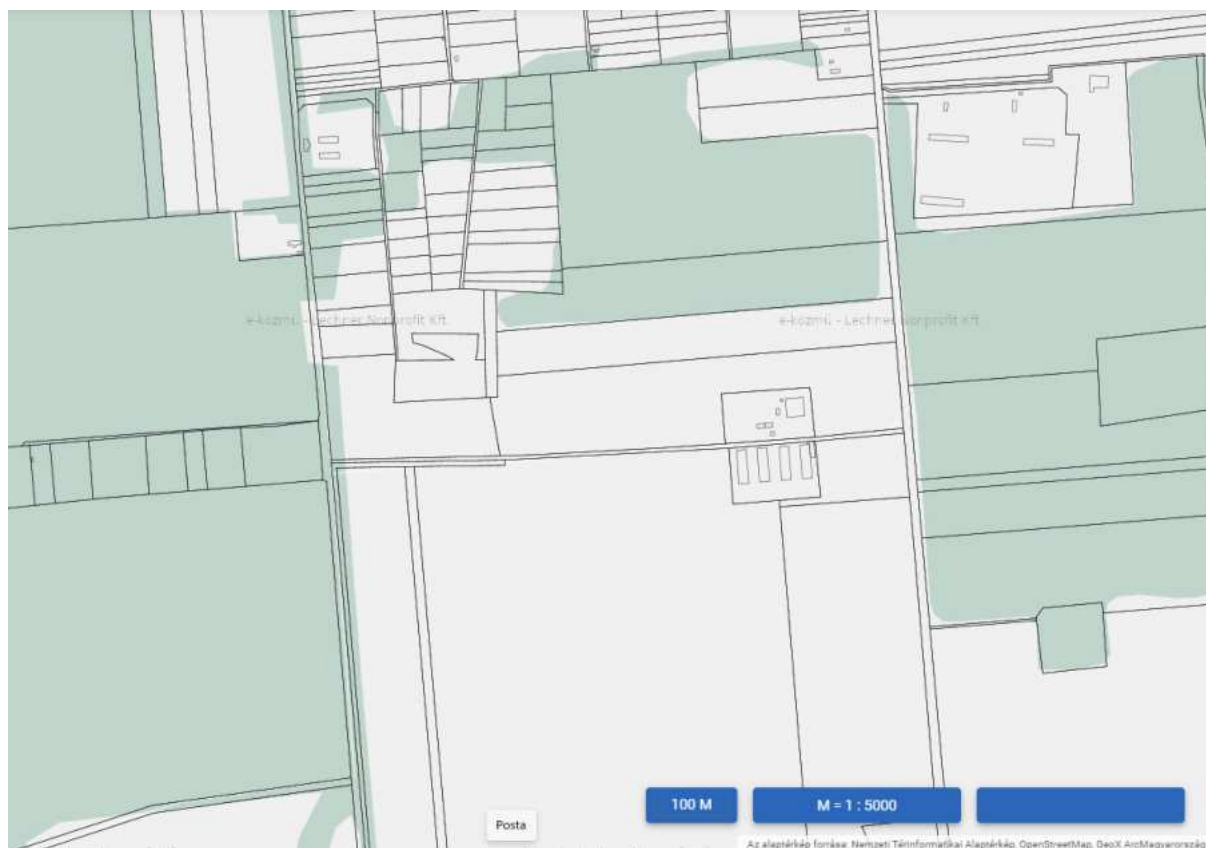 e-közmű - Lechner Nonprofit Kft.
e-közmű - Lechner Nonprofit Kft.
100 M
M = 1 : 5000
Posta
Az alaptérkép forrása: Nemzeti Térinformatikai Alaptérkép, OpenStreetMap, GeoX ArcMagyarország